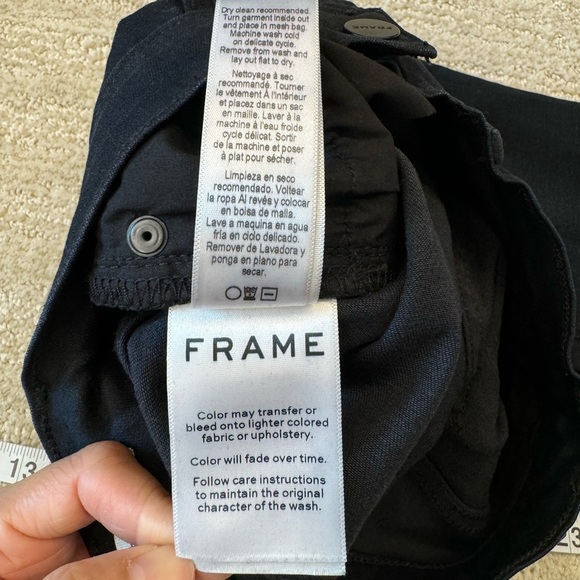 Dry clean recommended.
Turn garment inside out
and place in mesh bag.
Machine wash cold
on delicate cycle.
Remove from wash and
lay out flat to dry.
Nettoyage à sec
recommandé. Tourner
le vêtement À l'intérieur
et placez dans un sac
en maille. Laver à la
machine à l'eau froide
cycle délicat. Sortir
de la machine et poser
à plat pour sécher.
Limpieza en seco
recomendado. Voltear
la ropa Al revés y colocar
en bolsa de malla.
Lave a maquina en agua
fría en ciclo delicado.
Remover de Lavadora y
ponga en plano para
secar.
FRAME
FRAME
Color may transfer or
bleed onto lighter colored
fabric or upholstery.
Color will fade over time.
Follow care instructions
to maintain the original
character of the wash.
13
3